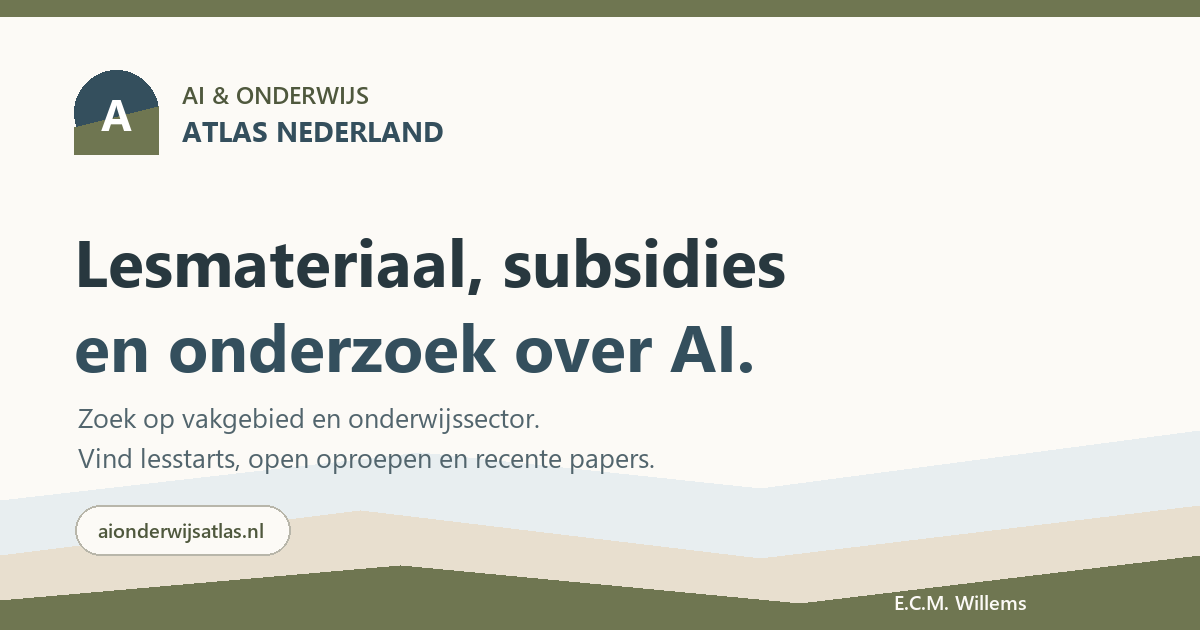 A
AI & ONDERWIJS
ATLAS NEDERLAND
Lesmateriaal, subsidies
en onderzoek over AI.
Zoek op vakgebied en onderwijssector.
Vind lesstarts, open oproepen en recente papers.
aionderwijsatlas.nl
E.C.M. Willems